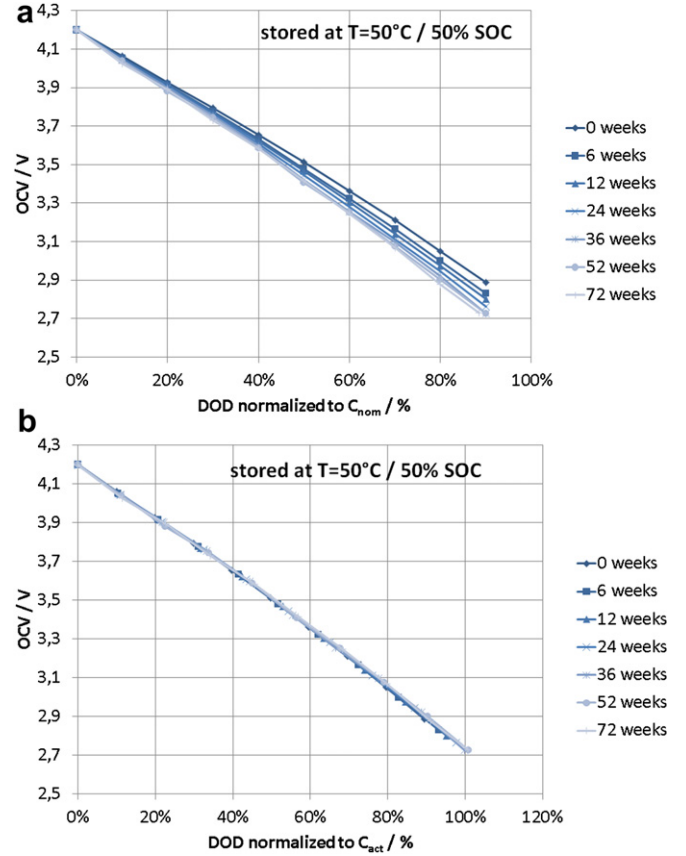 a
4,3
4,1
3,9
3,7
3,5
3,3
3,1
2,9
2,7
2,5
OCV / V
stored at T=50°C / 50% SOC
0%
20%
40%
60%
80%
100%
DOD normalized to Cnom / %
0 weeks
6 weeks
12 weeks
24 weeks
36 weeks
52 weeks
72 weeks
b
4,3
4,1
3,9
3,7
3,5
3,3
3,1
2,9
2,7
2,5
OCV / V
stored at T=50°C / 50% SOC
0%
20%
40%
60%
80%
100%
120%
DOD normalized to Cact / %
0 weeks
6 weeks
12 weeks
24 weeks
36 weeks
52 weeks
72 weeks